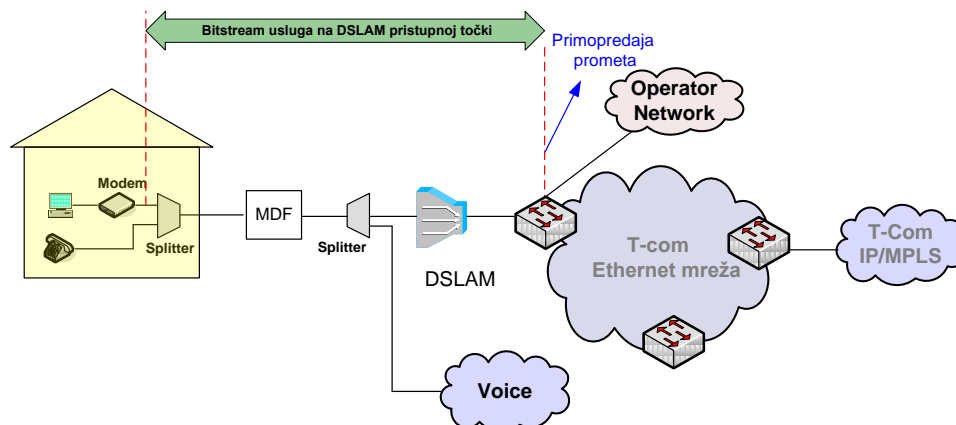 Bitstream usluga na DSLAM pristupnoj točki
Primopredaja
prometa
Operator
Network
Modem
Splitter
MDF
Splitter
DSLAM
T-com
Ethernet mreža
T-Com
IP/MPLS
Voice